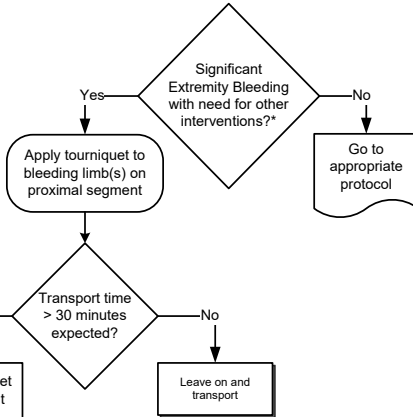 Significant
Extremity Bleeding
with need for other
interventions?*
Yes
No
Apply tourniquet to
bleeding limb(s) on
proximal segment
Go to
appropriate
protocol
Transport time
> 30 minutes
expected?
No
Leave on and
transport